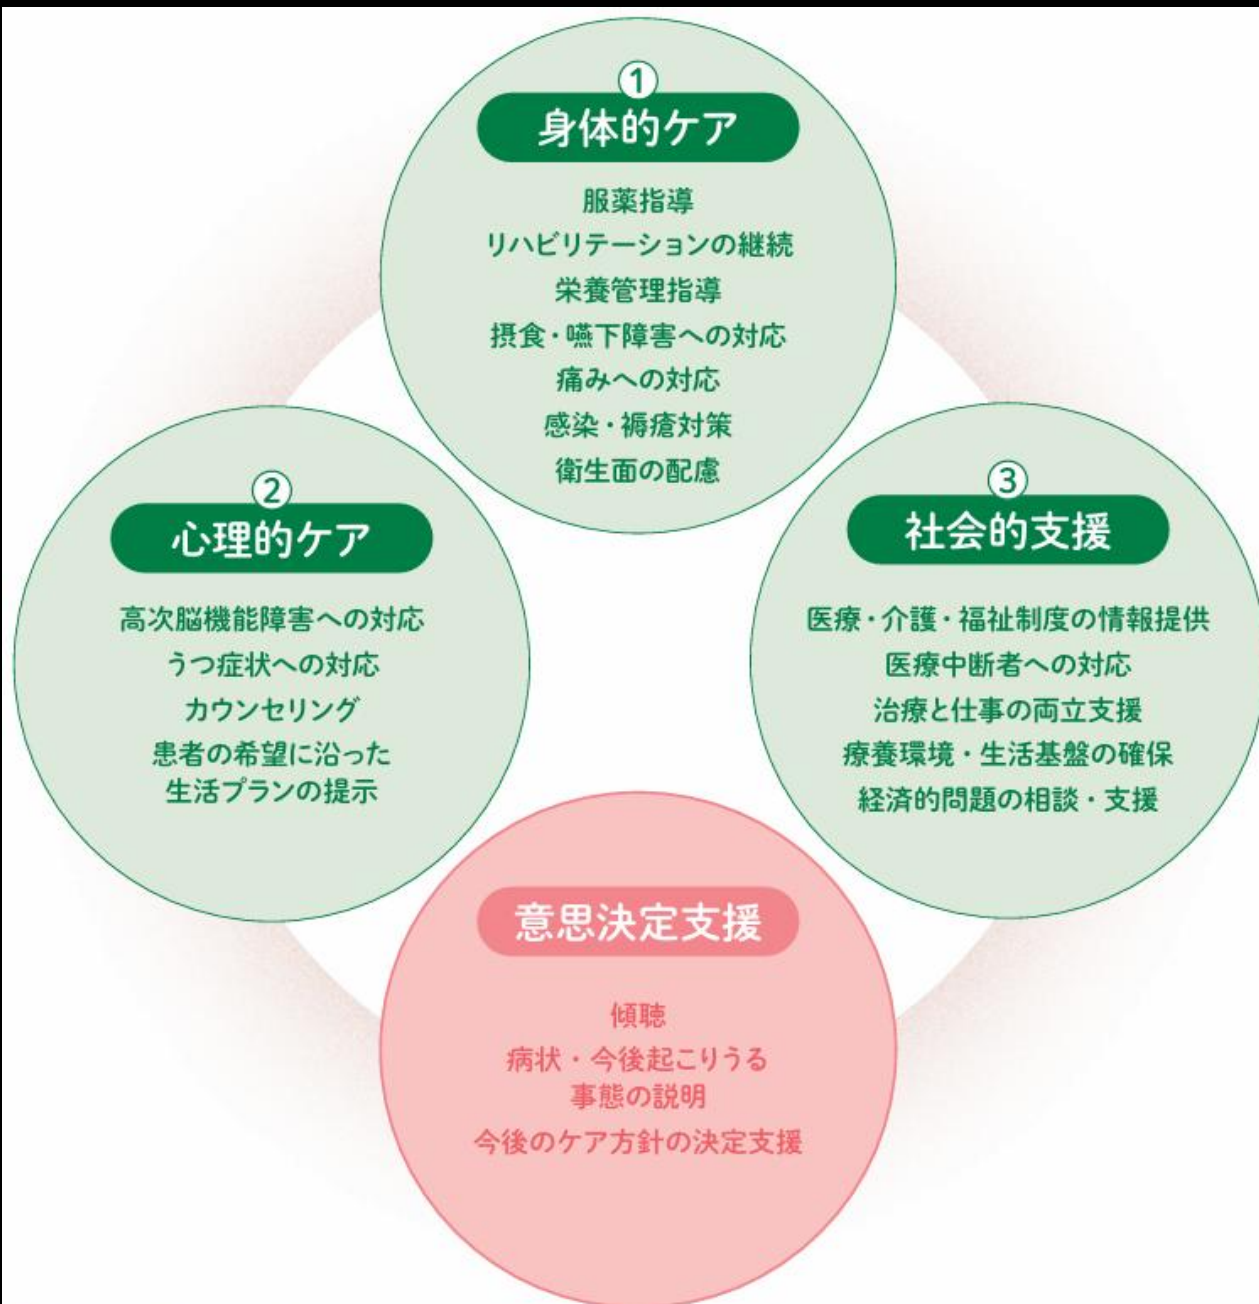 ①
身体的ケア
服薬指導
リハビリテーションの継続
栄養管理指導
摂食・嚥下障害への対応
痛みへの対応
感染・褥瘡対策
衛生面の配慮
②
心理的ケア
高次脳機能障害への対応
うつ症状への対応
カウンセリング
患者の希望に沿った
生活プランの提示
③
社会的支援
医療・介護・福祉制度の情報提供
医療中断者への対応
治療と仕事の両立支援
療養環境・生活基盤の確保
経済的問題の相談・支援
意思決定支援
傾聴
病状・今後起こりうる
事態の説明
今後のケア方針の決定支援